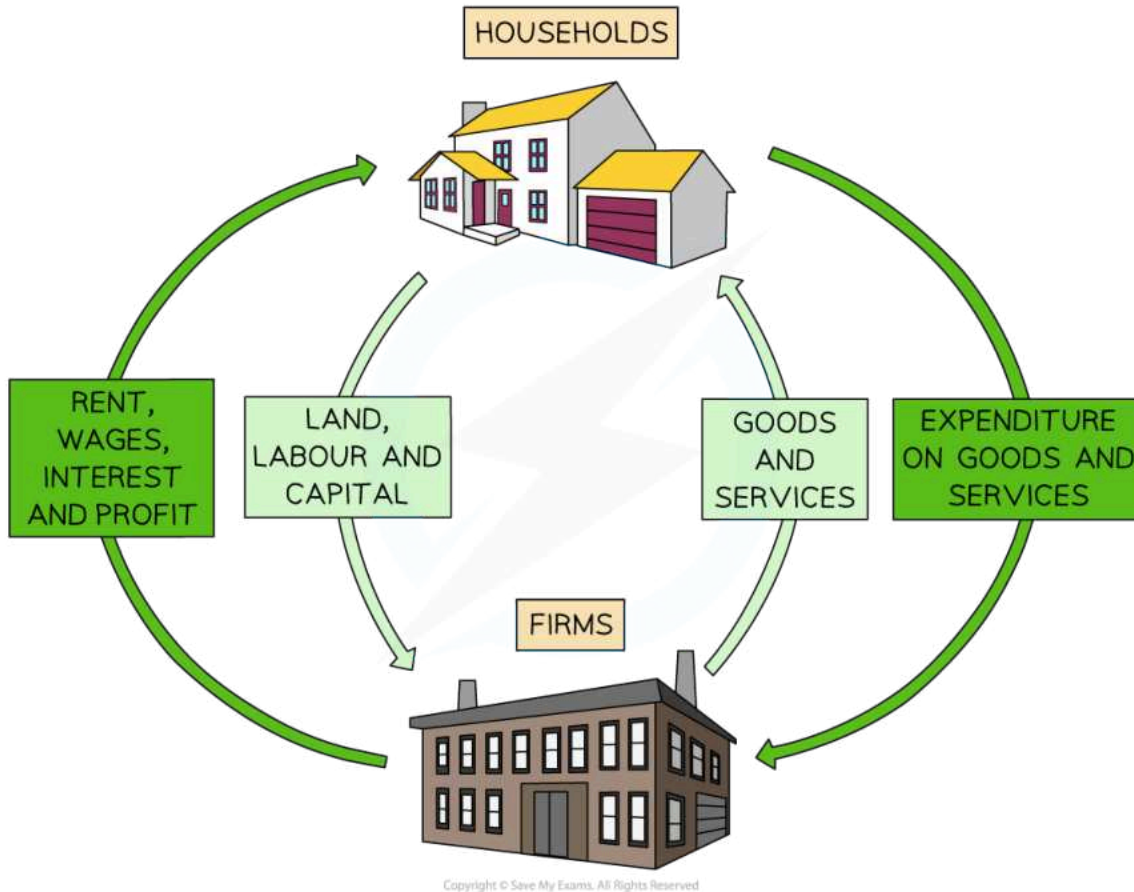 HOUSEHOLDS
RENT,
WAGES,
INTEREST
AND PROFIT
LAND,
LABOUR AND
CAPITAL
GOODS
AND
SERVICES
EXPENDITURE
ON GOODS AND
SERVICES
FIRMS
Copyright © Save My Exams. All Rights Reserved